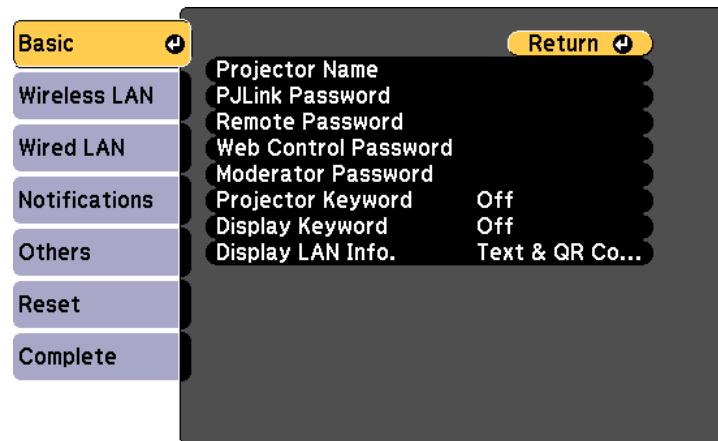 Basic
Wireless LAN
Wired LAN
Notifications
Others
Reset
Complete
Return
Projector Name
PJLink Password
Remote Password
Web Control Password
Moderator Password
Projector Keyword Off
Display Keyword Off
Display LAN Info. Text & QR Co...